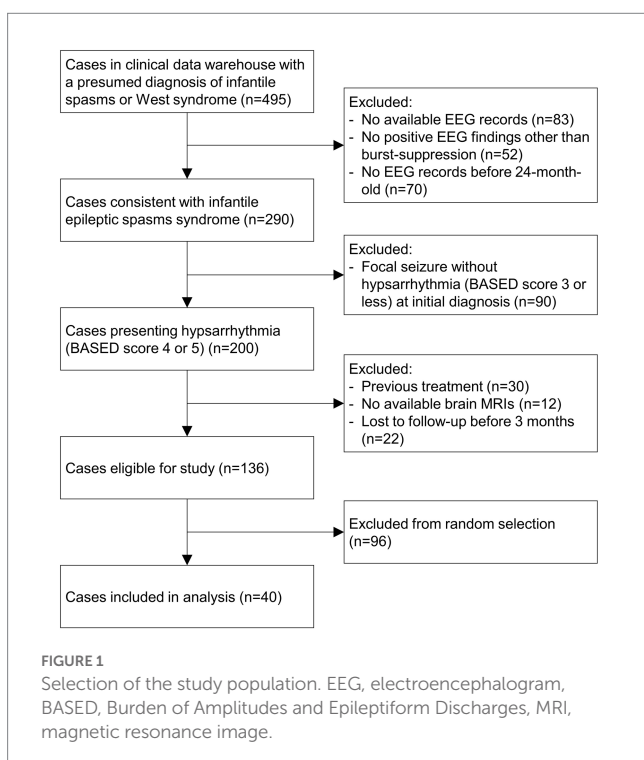 Cases in clinical data warehouse with
a presumed diagnosis of infantile
spasms or West syndrome (n=495)
Excluded:
- No available EEG records (n=83)
- No positive EEG findings other than
burst-suppression (n=52)
- No EEG records before 24-month-
old (n=70)
Cases consistent with infantile
epileptic spasms syndrome (n=290)
Excluded:
- Focal seizure without
hypsarrhythmia (BASED score 3 or
less) at initial diagnosis (n=90)
Cases presenting hypsarrhythmia
(BASED score 4 or 5) (n=200)
Excluded:
- Previous treatment (n=30)
- No available brain MRIs (n=12)
- Lost to follow-up before 3 months
(n=22)
Cases eligible for study (n=136)
Excluded from random selection
(n=96)
Cases included in analysis (n=40)
FIGURE 1
Selection of the study population. EEG, electroencephalogram,
BASED, Burden of Amplitudes and Epileptiform Discharges, MRI,
magnetic resonance image.